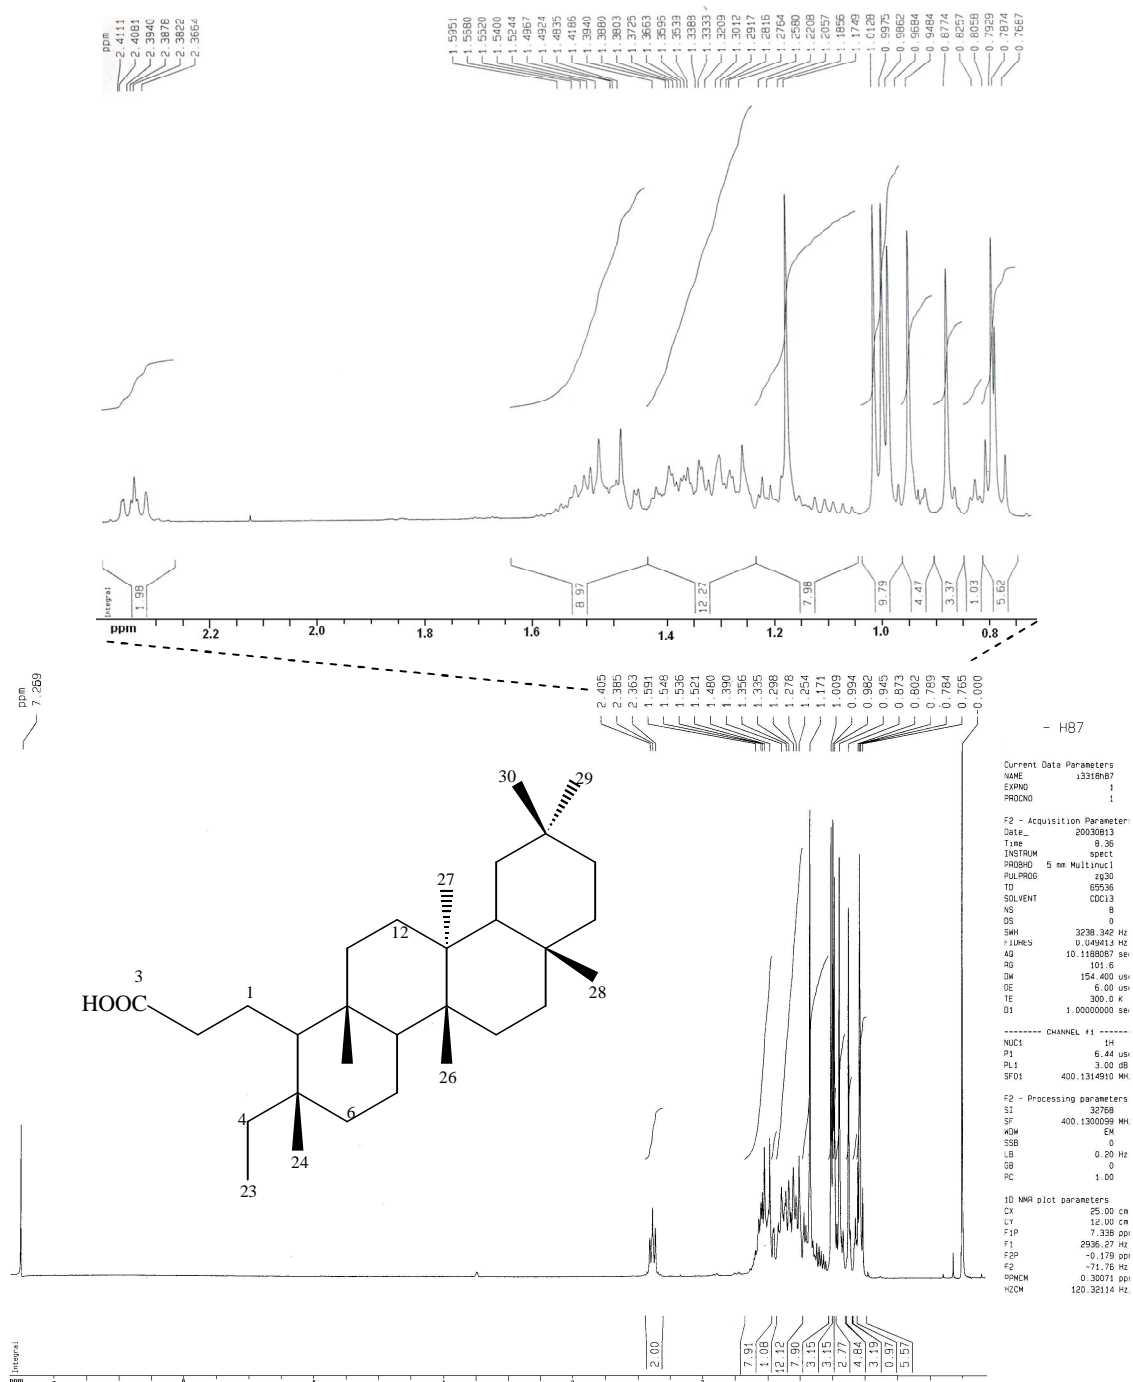 ppm
2.4111
2.4081
2.3940
2.3878
2.3822
2.3664
1.5951
1.5680
1.5520
1.5400
1.5244
1.4967
1.4924
1.4835
1.4186
1.3940
1.3880
1.3803
1.3725
1.3663
1.3595
1.3539
1.3389
1.3333
1.3209
1.3012
1.2917
1.2816
1.2764
1.2580
1.2208
1.2057
1.1856
1.1749
1.0128
0.9975
0.9862
0.9684
0.9484
0.8774
0.8257
0.8058
0.7929
0.7874
0.7687
Integral
1.98
8.97
12.27
7.98
9.79
4.47
3.37
1.03
5.62
ppm 2.2 2.0 1.8 1.6 1.4 1.2 1.0 0.8
ppm
7.269
2.405
2.385
2.363
1.591
1.548
1.536
1.521
1.480
1.390
1.356
1.335
1.298
1.278
1.254
1.171
1.009
0.994
0.982
0.945
0.873
0.802
0.789
0.784
0.765
-0.000
- H87
Current Data Parameters
NAME i3318h87
EXPNO 1
PROCNO 1
F2 - Acquisition Parameter
Date_ 20030813
Time 8.36
INSTRUM spect
PROBHD 5 mm Multinucl
PULPROG zg30
TD 65536
SOLVENT CDCl3
NS 8
DS 0
SWH 3238.342 Hz
FIDRES 0.049413 Hz
AQ 10.1188087 sec
RG 101.6
DW 154.400 use
DE 6.00 use
TE 300.0 K
D1 1.00000000 sec
-------- CHANNEL f1 ------
NUC1 1H
P1 6.44 use
PL1 3.00 dB
SFO1 400.1314910 MH
F2 - Processing parameters
SI 32768
SF 400.1300099 MH
WDW EM
SSB 0
LB 0.20 Hz
GB 0
PC 1.00
1D NMR plot parameters
CX 25.00 cm
CY 12.00 cm
F1P 7.338 ppm
F1 2936.27 Hz
F2P -0.179 ppm
F2 -71.76 Hz
PPMCM 0.30071 ppm
HZCM 120.32114 Hz
30
29
27
12
3
1
HOOC
28
26
4
6
24
23
Integral
2.00
7.91
1.08
12.12
7.90
3.15
3.15
2.77
4.84
3.19
0.97
5.57
ppm